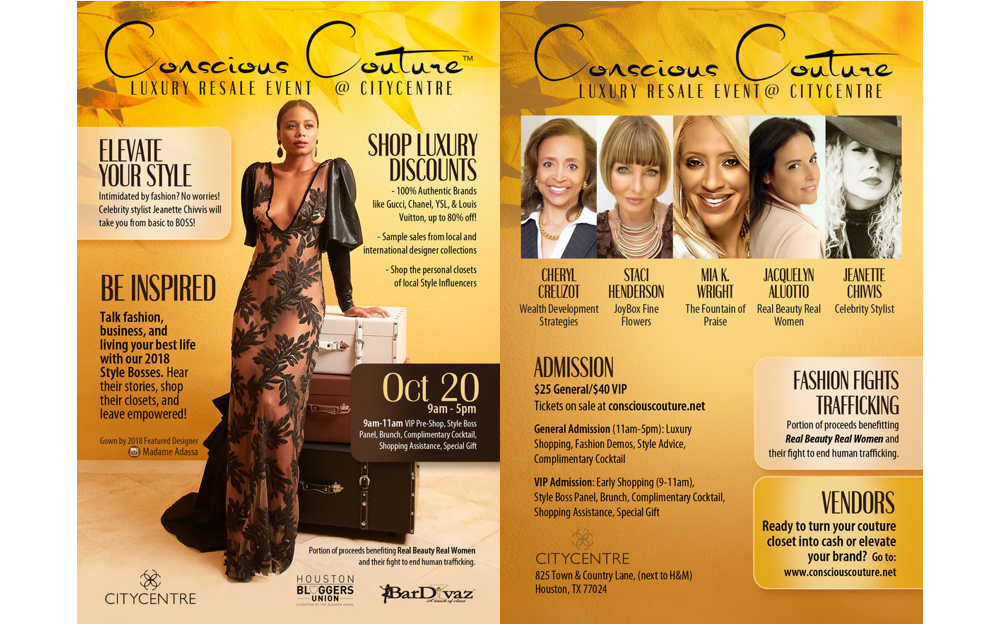 Conscious Couture™
LUXURY RESALE EVENT @ CITYCENTRE
ELEVATE
YOUR STYLE
Intimidated by fashion? No worries!
Celebrity stylist Jeanette Chivvis will
take you from basic to BOSS!
SHOP LUXURY
DISCOUNTS
- 100% Authentic Brands
like Gucci, Chanel, YSL, & Louis
Vuitton, up to 80% off!
- Sample sales from local and
international designer collections
- Shop the personal closets
of local Style Influencers
BE INSPIRED
Talk fashion,
business, and
living your best life
with our 2018
Style Bosses. Hear
their stories, shop
their closets, and
leave empowered!
Gown by 2018 Featured Designer
Madame Adassa
Oct 20
9am - 5pm
9am-11am VIP Pre-Shop, Style Boss
Panel, Brunch, Complimentary Cocktail,
Shopping Assistance, Special Gift
Portion of proceeds benefiting Real Beauty Real Women
and their fight to end human trafficking.
CITYCENTRE
HOUSTON
BLOGGERS
UNION
BarDivaz
Conscious Couture
LUXURY RESALE EVENT @ CITYCENTRE
CHERYL
CREUZOT
Wealth Development
Strategies
STACI
HENDERSON
JoyBox Fine
Flowers
MIA K.
WRIGHT
The Fountain of
Praise
JACQUELYN
ALUOTTO
Real Beauty Real
Women
JEANETTE
CHIVVIS
Celebrity Stylist
ADMISSION
$25 General/$40 VIP
Tickets on sale at consciouscouture.net
General Admission (11am-5pm): Luxury
Shopping, Fashion Demos, Style Advice,
Complimentary Cocktail
VIP Admission: Early Shopping (9-11am),
Style Boss Panel, Brunch, Complimentary Cocktail,
Shopping Assistance, Special Gift
CITYCENTRE
825 Town & Country Lane, (next to H&M)
Houston, TX 77024
FASHION FIGHTS
TRAFFICKING
Portion of proceeds benefitting
Real Beauty Real Women and
their fight to end human trafficking.
VENDORS
Ready to turn your couture
closet into cash or elevate
your brand? Go to:
www.consciouscouture.net